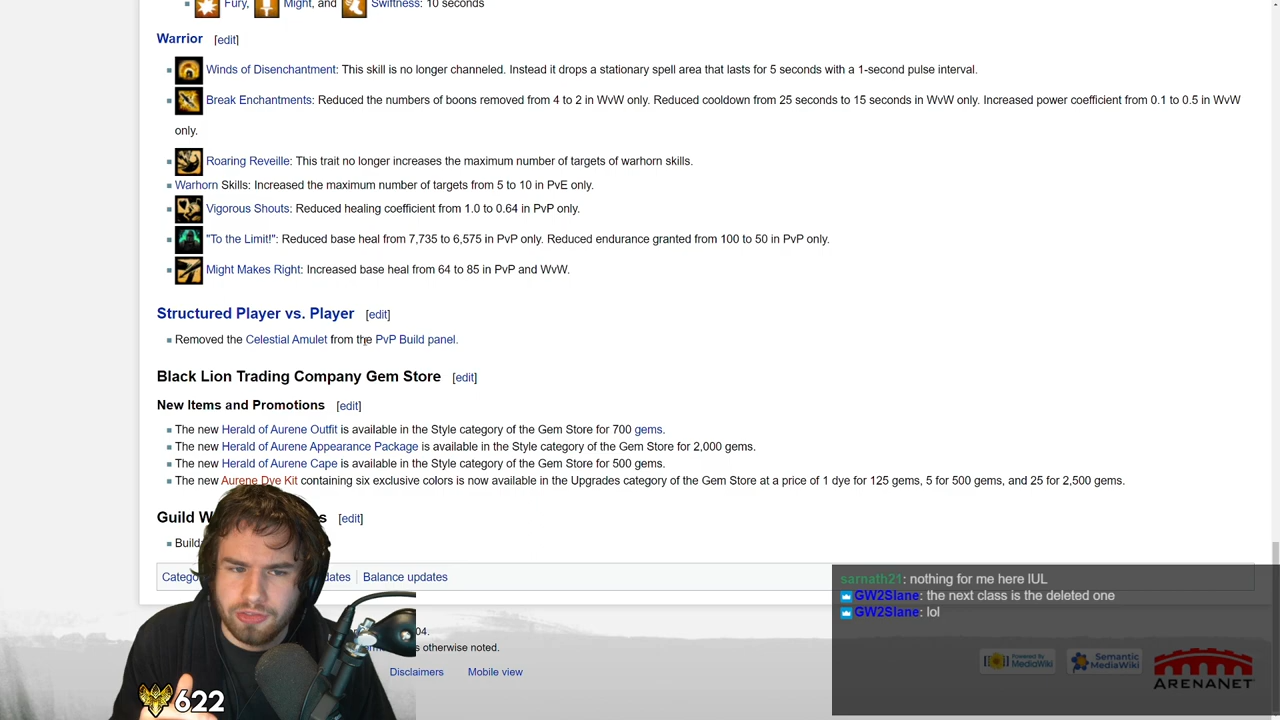 Fury, Might, and Swiftness: 10 seconds
Warrior [edit]
Winds of Disenchantment: This skill is no longer channeled. Instead it drops a stationary spell area that lasts for 5 seconds with a 1-second pulse interval.
Break Enchantments: Reduced the numbers of boons removed from 4 to 2 in WvW only. Reduced cooldown from 25 seconds to 15 seconds in WvW only. Increased power coefficient from 0.1 to 0.5 in WvW
only.
Roaring Reveille: This trait no longer increases the maximum number of targets of warhorn skills.
Warhorn Skills: Increased the maximum number of targets from 5 to 10 in PvE only.
Vigorous Shouts: Reduced healing coefficient from 1.0 to 0.64 in PvP only.
"To the Limit!": Reduced base heal from 7,735 to 6,575 in PvP only. Reduced endurance granted from 100 to 50 in PvP only.
Might Makes Right: Increased base heal from 64 to 85 in PvP and WvW.
Structured Player vs. Player [edit]
Removed the Celestial Amulet from the PvP Build panel.
Black Lion Trading Company Gem Store [edit]
New Items and Promotions [edit]
The new Herald of Aurene Outfit is available in the Style category of the Gem Store for 700 gems.
The new Herald of Aurene Appearance Package is available in the Style category of the Gem Store for 2,000 gems.
The new Herald of Aurene Cape is available in the Style category of the Gem Store for 500 gems.
The new Aurene Dye Kit containing six exclusive colors is now available in the Upgrades category of the Gem Store at a price of 1 dye for 125 gems, 5 for 500 gems, and 25 for 2,500 gems.
Guild [edit]
Build
Balance updates
sarnath21: nothing for me here lUL
GW2Slane: the next class is the deleted one
GW2Slane: lol
04.
otherwise noted.
Disclaimers Mobile view
Powered By MediaWiki
Semantic MediaWiki
ARENANET
622